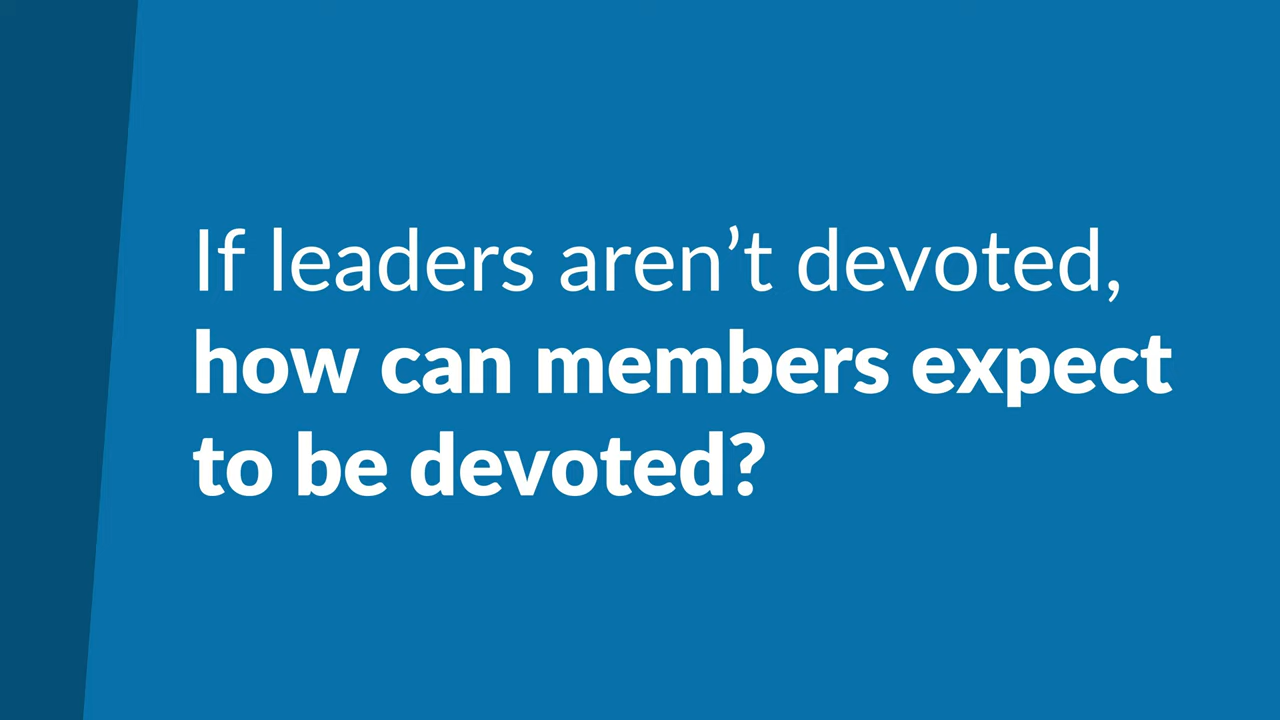 If leaders aren’t devoted,
how can members expect
to be devoted?